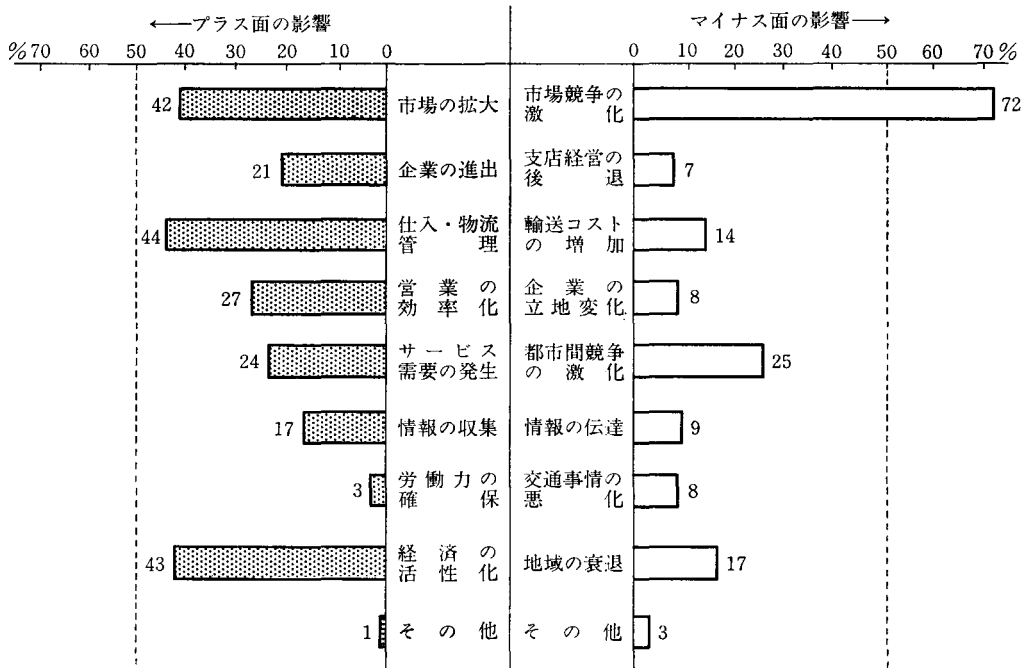 ←プラス面の影響
マイナス面の影響→
%70 60 50 40 30 20 10 0
0 10 20 30 40 50 60 70%
42 市場の拡大
市場競争の
激化
72
21 企業の進出
支店経営の
後退
7
44 仕入・物流
管理
輸送コスト
の増加
14
27 営業の
効率化
企業の
立地変化
8
24 サービス
需要の発生
都市間競争
の激化
25
17 情報の収集
情報の伝達 9
3 労働力の
確保
交通事情の
悪化
8
43 経済の
活性化
地域の衰退 17
1 その他
その他 3